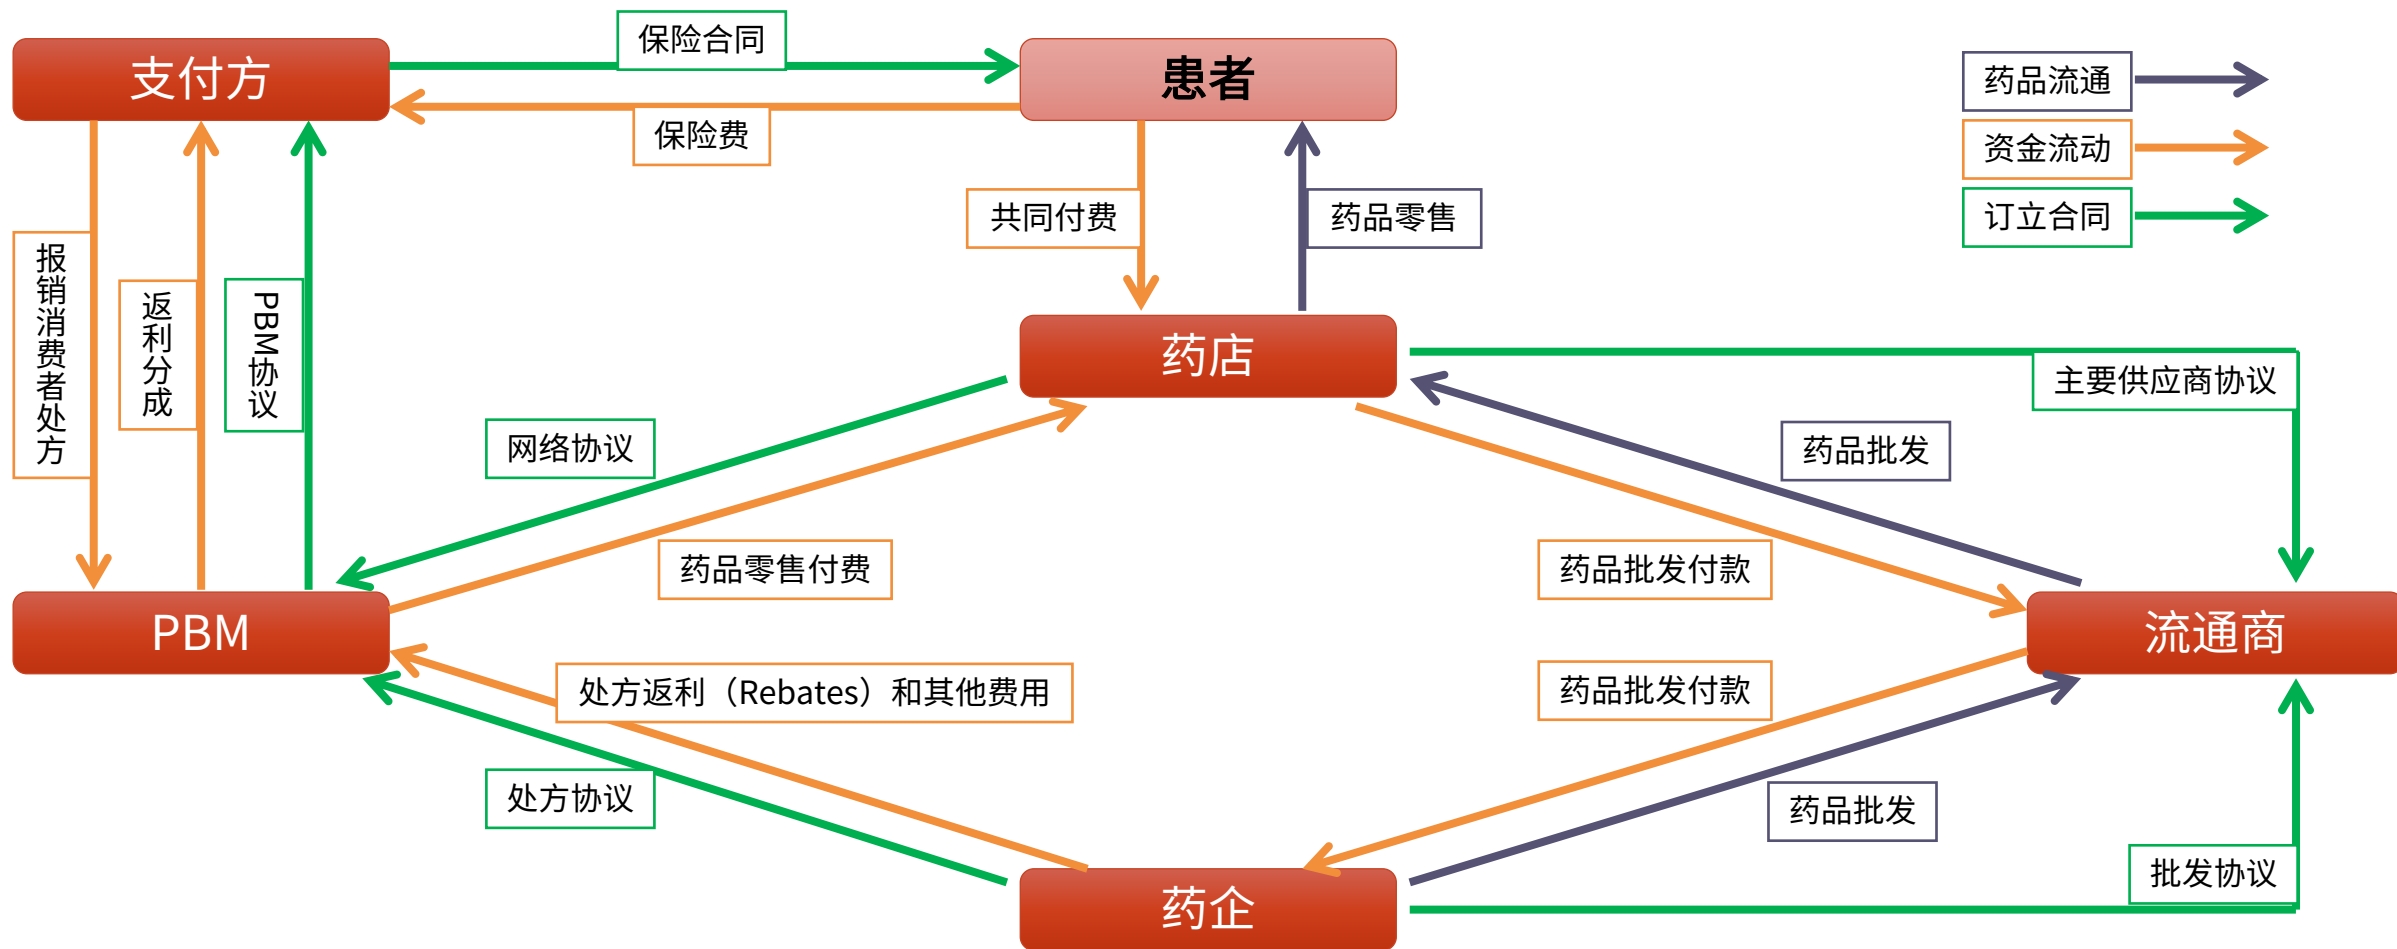 保险合同
支付方
患者
保险费
药品流通
资金流动
订立合同
共同付费
药品零售
报销消费者处方
返利分成
PBM协议
药店
主要供应商协议
网络协议
药品批发
药品零售付费
药品批发付款
PBM
流通商
处方返利（Rebates）和其他费用
药品批发付款
处方协议
药品批发
批发协议
药企